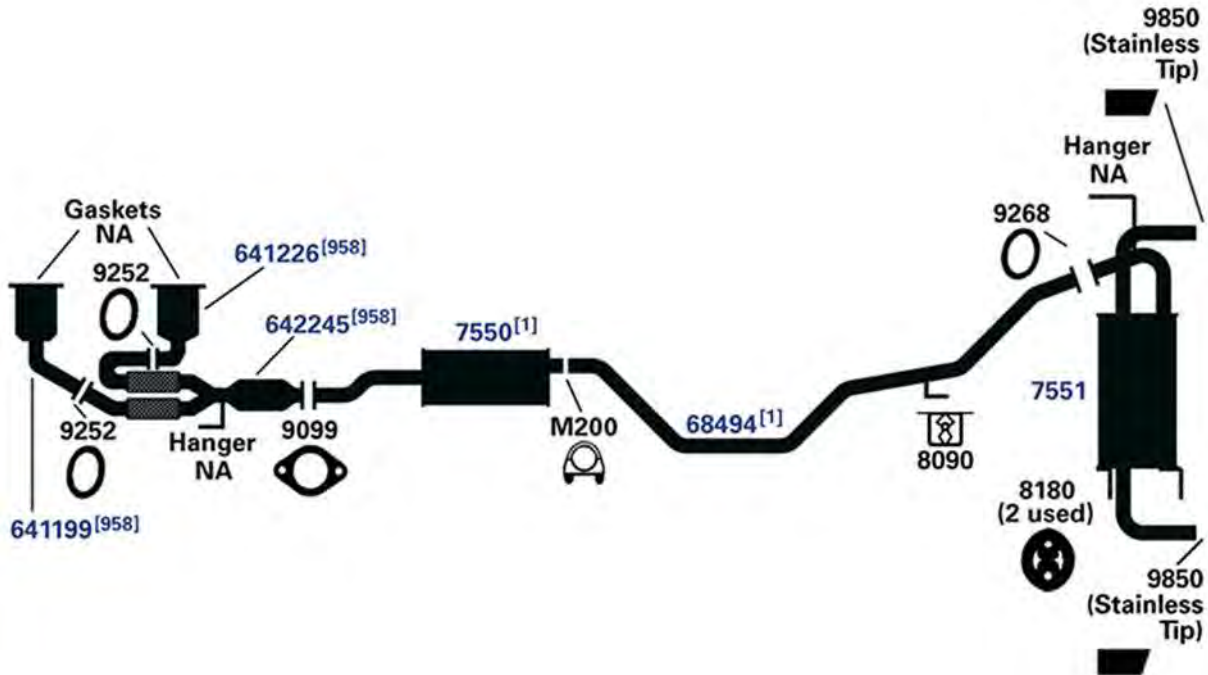 9850
(Stainless
Tip)
Hanger
NA
Gaskets
NA
9268
641226[958]
9252
642245[958]
7550[1]
7551
9252
Hanger
NA
9099
M200
68494[1]
8090
8180
(2 used)
641199[958]
9850
(Stainless
Tip)